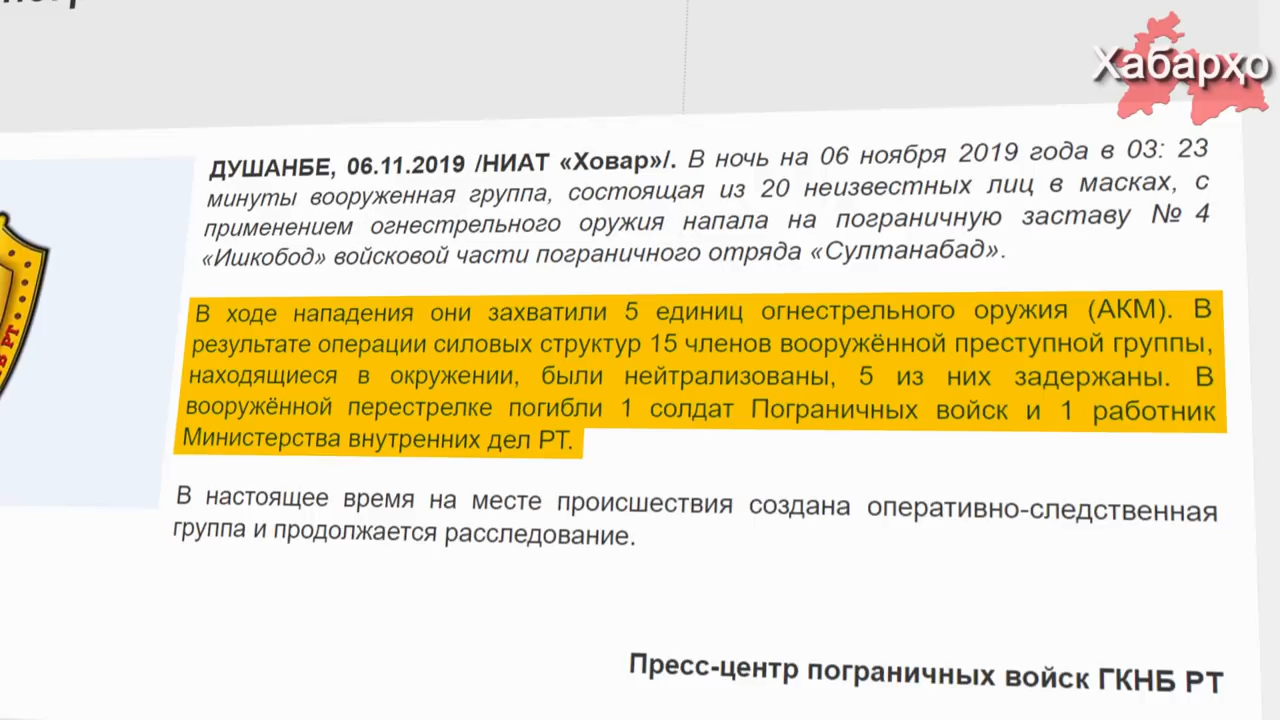 Хабарҳо
ДУШАНБЕ, 06.11.2019 /НИАТ «Ховар»/. В ночь на 06 ноября 2019 года в 03: 23
минуты вооруженная группа, состоящая из 20 неизвестных лиц в масках, с
применением огнестрельного оружия напала на пограничную заставу №4
«Ишкобод» войсковой части пограничного отряда «Султанабад».
В ходе нападения они захватили 5 единиц огнестрельного оружия (АКМ). В
результате операции силовых структур 15 членов вооружённой преступной группы,
находящиеся в окружении, были нейтрализованы, 5 из них задержаны. В
вооружённой перестрелке погибли 1 солдат Пограничных войск и 1 работник
Министерства внутренних дел РТ.
В настоящее время на месте происшествия создана оперативно-следственная
группа и продолжается расследование.
Пресс-центр пограничных войск ГКНБ РТ